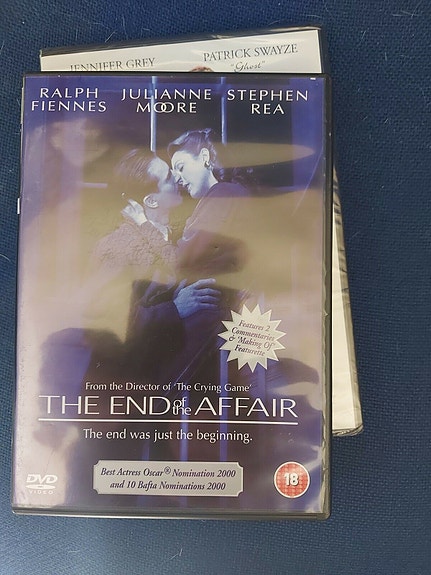 JENNIFER GREY PATRICK SWAYZE
"Ghost"
RALPH FIENNES JULIANNE MOORE STEPHEN REA
Features 2
Commentaries
& 'Making Of'
Featurette
From the Director of 'The Crying Game'
THE END of the AFFAIR
The end was just the beginning.
Best Actress Oscar® Nomination 2000
and 10 Bafta Nominations 2000
DVD
VIDEO
18